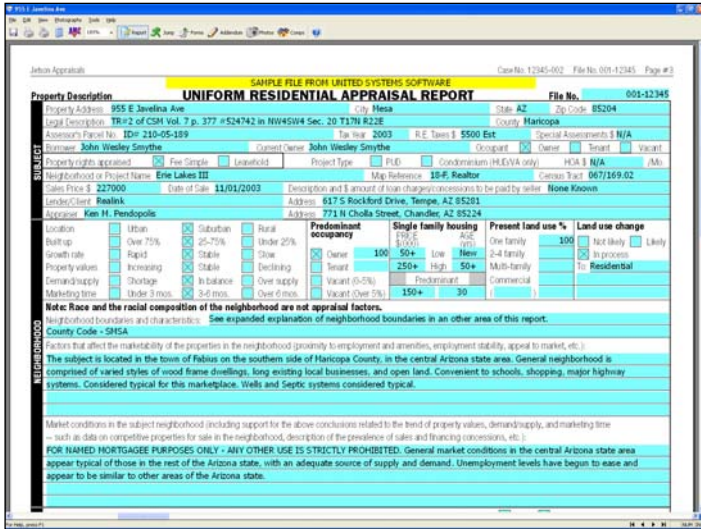 955 E Javelina Ave
File Edit View Photographs Tools Help
100% Report Jump Forms Addendum Photos Comps
Jetson Appraisals Case No. 12345-002 File No. 001-12345 Page #3
SAMPLE FILE FROM UNITED SYSTEMS SOFTWARE
Property Description UNIFORM RESIDENTIAL APPRAISAL REPORT File No. 001-12345
Property Address 955 E Javelina Ave City Mesa State AZ Zip Code 85204
Legal Description TR#2 of CSM Vol. 7 p. 377 #524742 in NW4SW4 Sec. 20 T17N R22E County Maricopa
Assessor's Parcel No. ID# 210-05-189 Tax Year 2003 R.E. Taxes $ 5500 Est Special Assessments $ N/A
Borrower John Wesley Smythe Current Owner John Wesley Smythe Occupant Owner Tenant Vacant
Property rights appraised Fee Simple Leasehold Project Type PUD Condominium (HUD/VA only) HOA $ N/A /Mo.
Neighborhood or Project Name Erie Lakes III Map Reference 18-F, Realtor Census Tract 067/169.02
Sales Price $ 227000 Date of Sale 11/01/2003 Description and $ amount of loan charges/concessions to be paid by seller None Known
Lender/Client Realink Address 617 S Rockford Drive, Tempe, AZ 85281
Appraiser Ken M. Pendopolis Address 771 N Cholla Street, Chandler, AZ 85224
SUBJECT
Location Urban Suburban Rural Predominant occupancy Single family housing PRICE $(000) AGE (yrs) Present land use % Land use change
Built up Over 75% 25-75% Under 25% One family 100 Not likely Likely
Growth rate Rapid Stable Slow Owner 100 50+ Low New 2-4 family In process
Property values Increasing Stable Declining Tenant 250+ High 50+ Multi-family To: Residential
Demand/supply Shortage In balance Over supply Vacant (0-5%) Predominant Commercial
Marketing time Under 3 mos. 3-6 mos. Over 6 mos. Vacant (Over 5%) 150+ 30 ( )
Note: Race and the racial composition of the neighborhood are not appraisal factors.
Neighborhood boundaries and characteristics: See expanded explanation of neighborhood boundaries in an other area of this report.
County Code - SMSA
NEIGHBORHOOD
Factors that affect the marketability of the properties in the neighborhood (proximity to employment and amenities, employment stability, appeal to market, etc.):
The subject is located in the town of Fabius on the southern side of Maricopa County, in the central Arizona state area. General neighborhood is
comprised of varied styles of wood frame dwellings, long existing local businesses, and open land. Convenient to schools, shopping, major highway
systems. Considered typical for this marketplace. Wells and Septic systems considered typical.
Market conditions in the subject neighborhood (including support for the above conclusions related to the trend of property values, demand/supply, and marketing time
-- such as data on competitive properties for sale in the neighborhood, description of the prevalence of sales and financing concessions, etc.):
FOR NAMED MORTGAGEE PURPOSES ONLY - ANY OTHER USE IS STRICTLY PROHIBITED. General market conditions in the central Arizona state area
appear typical of those in the rest of the Arizona state, with an adequate source of supply and demand. Unemployment levels have begun to ease and
appear to be similar to other areas of the Arizona state.
For Help, press F1 NUM